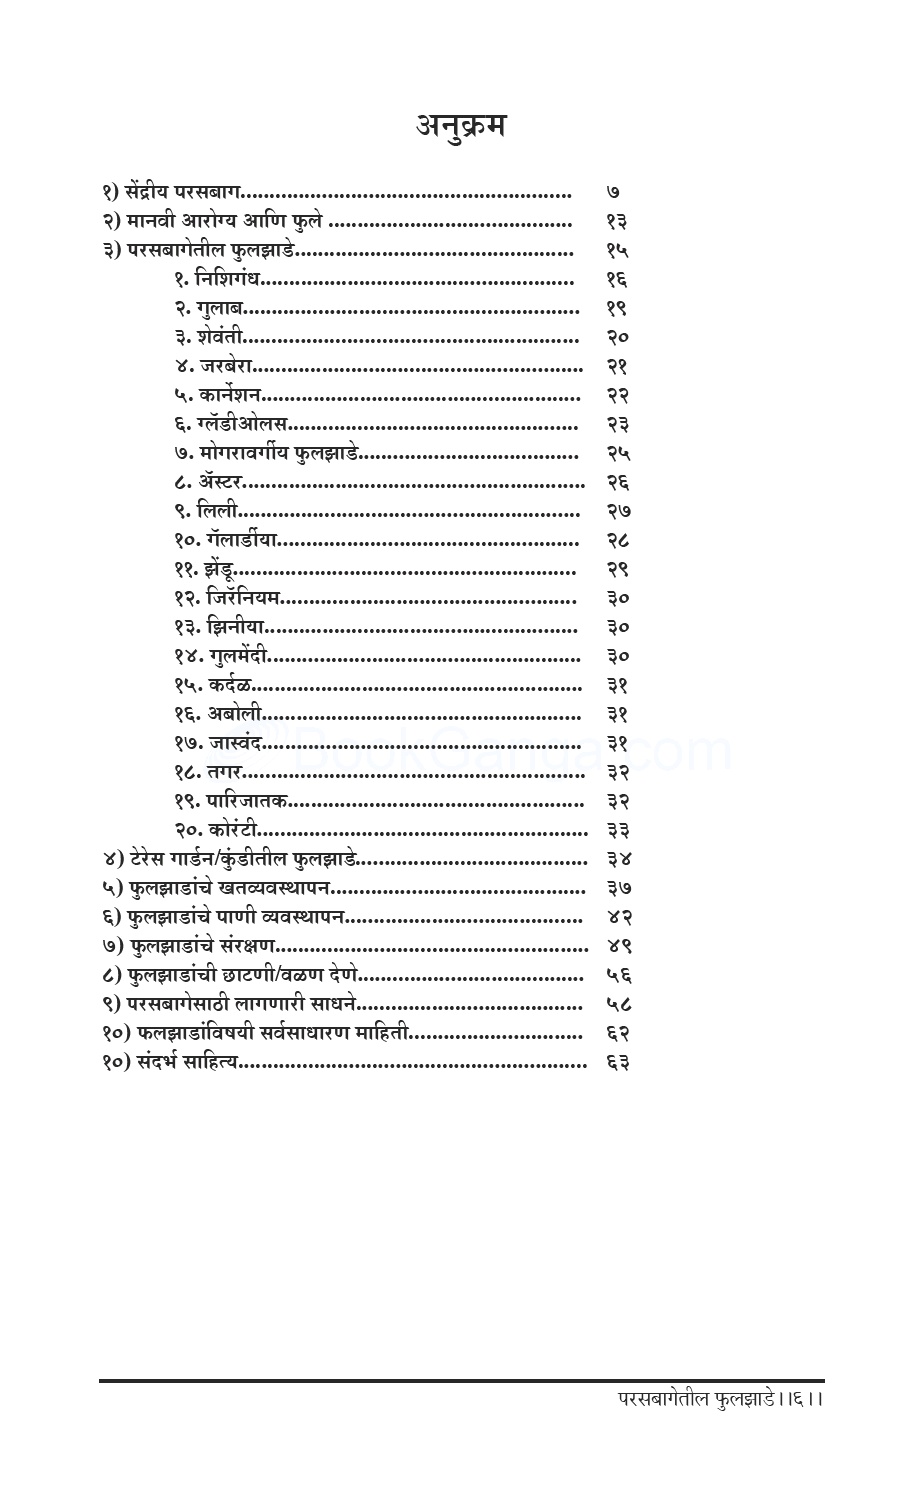 अनुक्रम
१) सेंद्रीय परसबाग.......................................................... ७
२) मानवी आरोग्य आणि फुले .......................................... १३
३) परसबागेतील फुलझाडे................................................ १५
१. निशिगंध...................................................... १६
२. गुलाब.......................................................... १९
३. शेवंती.......................................................... २०
४. जरबेरा......................................................... २१
५. कार्नेशन....................................................... २२
६. ग्लॅडीओलस.................................................. २३
७. मोगरावर्गीय फुलझाडे...................................... २५
८. अ‍ॅस्टर........................................................... २६
९. लिली........................................................... २७
१०. गॅलार्डीया.................................................... २८
११. झेंडू........................................................... २९
१२. जिरॅनियम................................................... ३०
१३. झिनीया...................................................... ३०
१४. गुलमेंदी...................................................... ३०
१५. कर्दळ......................................................... ३१
१६. अबोली....................................................... ३१
१७. जास्वंद....................................................... ३१
BookGanga.com
१८. तगर........................................................... ३२
१९. पारिजातक................................................... ३२
२०. कोरंटी......................................................... ३३
४) टेरेस गार्डन/कुंडीतील फुलझाडे........................................ ३४
५) फुलझाडांचे खतव्यवस्थापन............................................ ३७
६) फुलझाडांचे पाणी व्यवस्थापन......................................... ४२
७) फुलझाडांचे संरक्षण...................................................... ४९
८) फुलझाडांची छाटणी/वळण देणे....................................... ५६
९) परसबागेसाठी लागणारी साधने....................................... ५८
१०) फळझाडांविषयी सर्वसाधारण माहिती.............................. ६२
१०) संदर्भ साहित्य............................................................ ६३
परसबागेतील फुलझाडे।।६।।